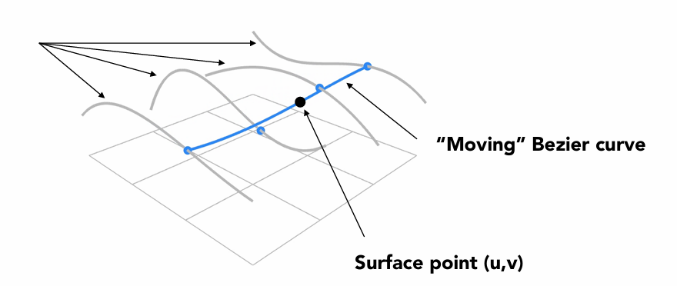 ”Moving” Bezier curve
Surface point (u,v)